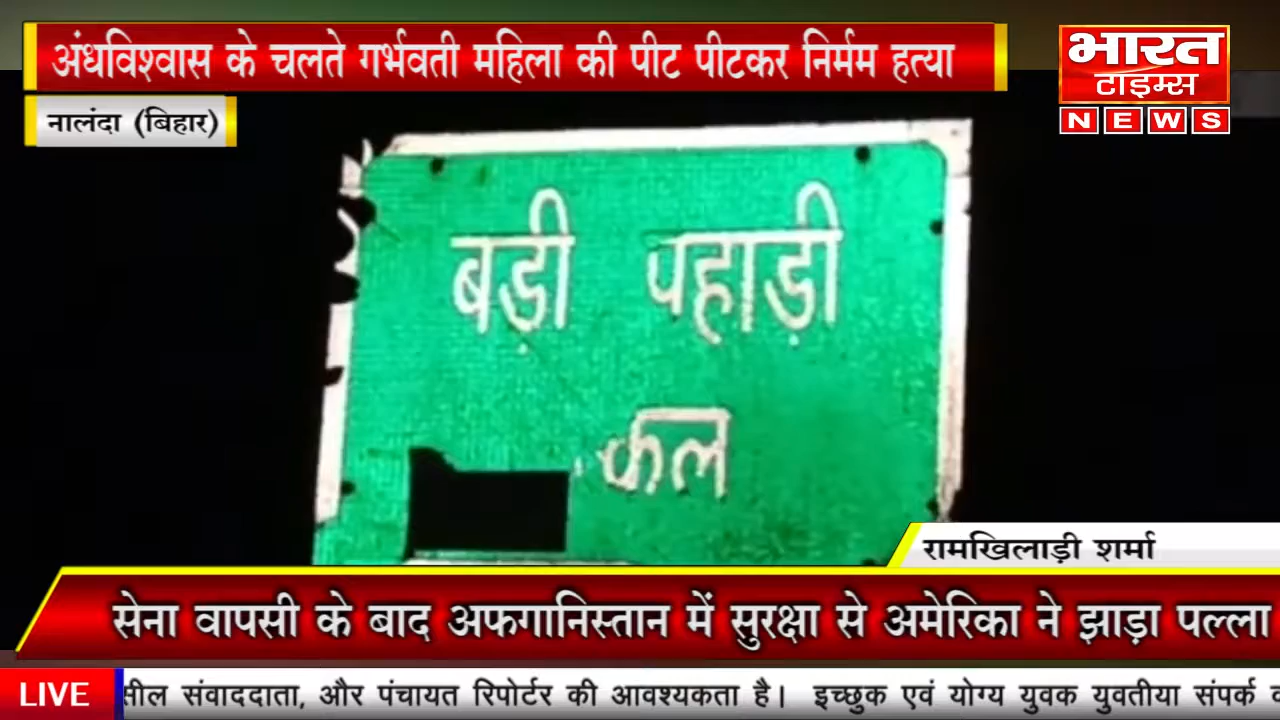 अंधविश्वास के चलते गर्भवती महिला की पीट पीटकर निर्मम हत्या
भारत
टाइम्स
NEWS
नालंदा (बिहार)
बड़ी पहाड़ी
कल
रामखिलाड़ी शर्मा
सेना वापसी के बाद अफगानिस्तान में सुरक्षा से अमेरिका ने झाड़ा पल्ला
LIVE
सील संवाददाता, और पंचायत रिपोर्टर की आवश्यकता है। इच्छुक एवं योग्य युवक युवतीया संपर्क